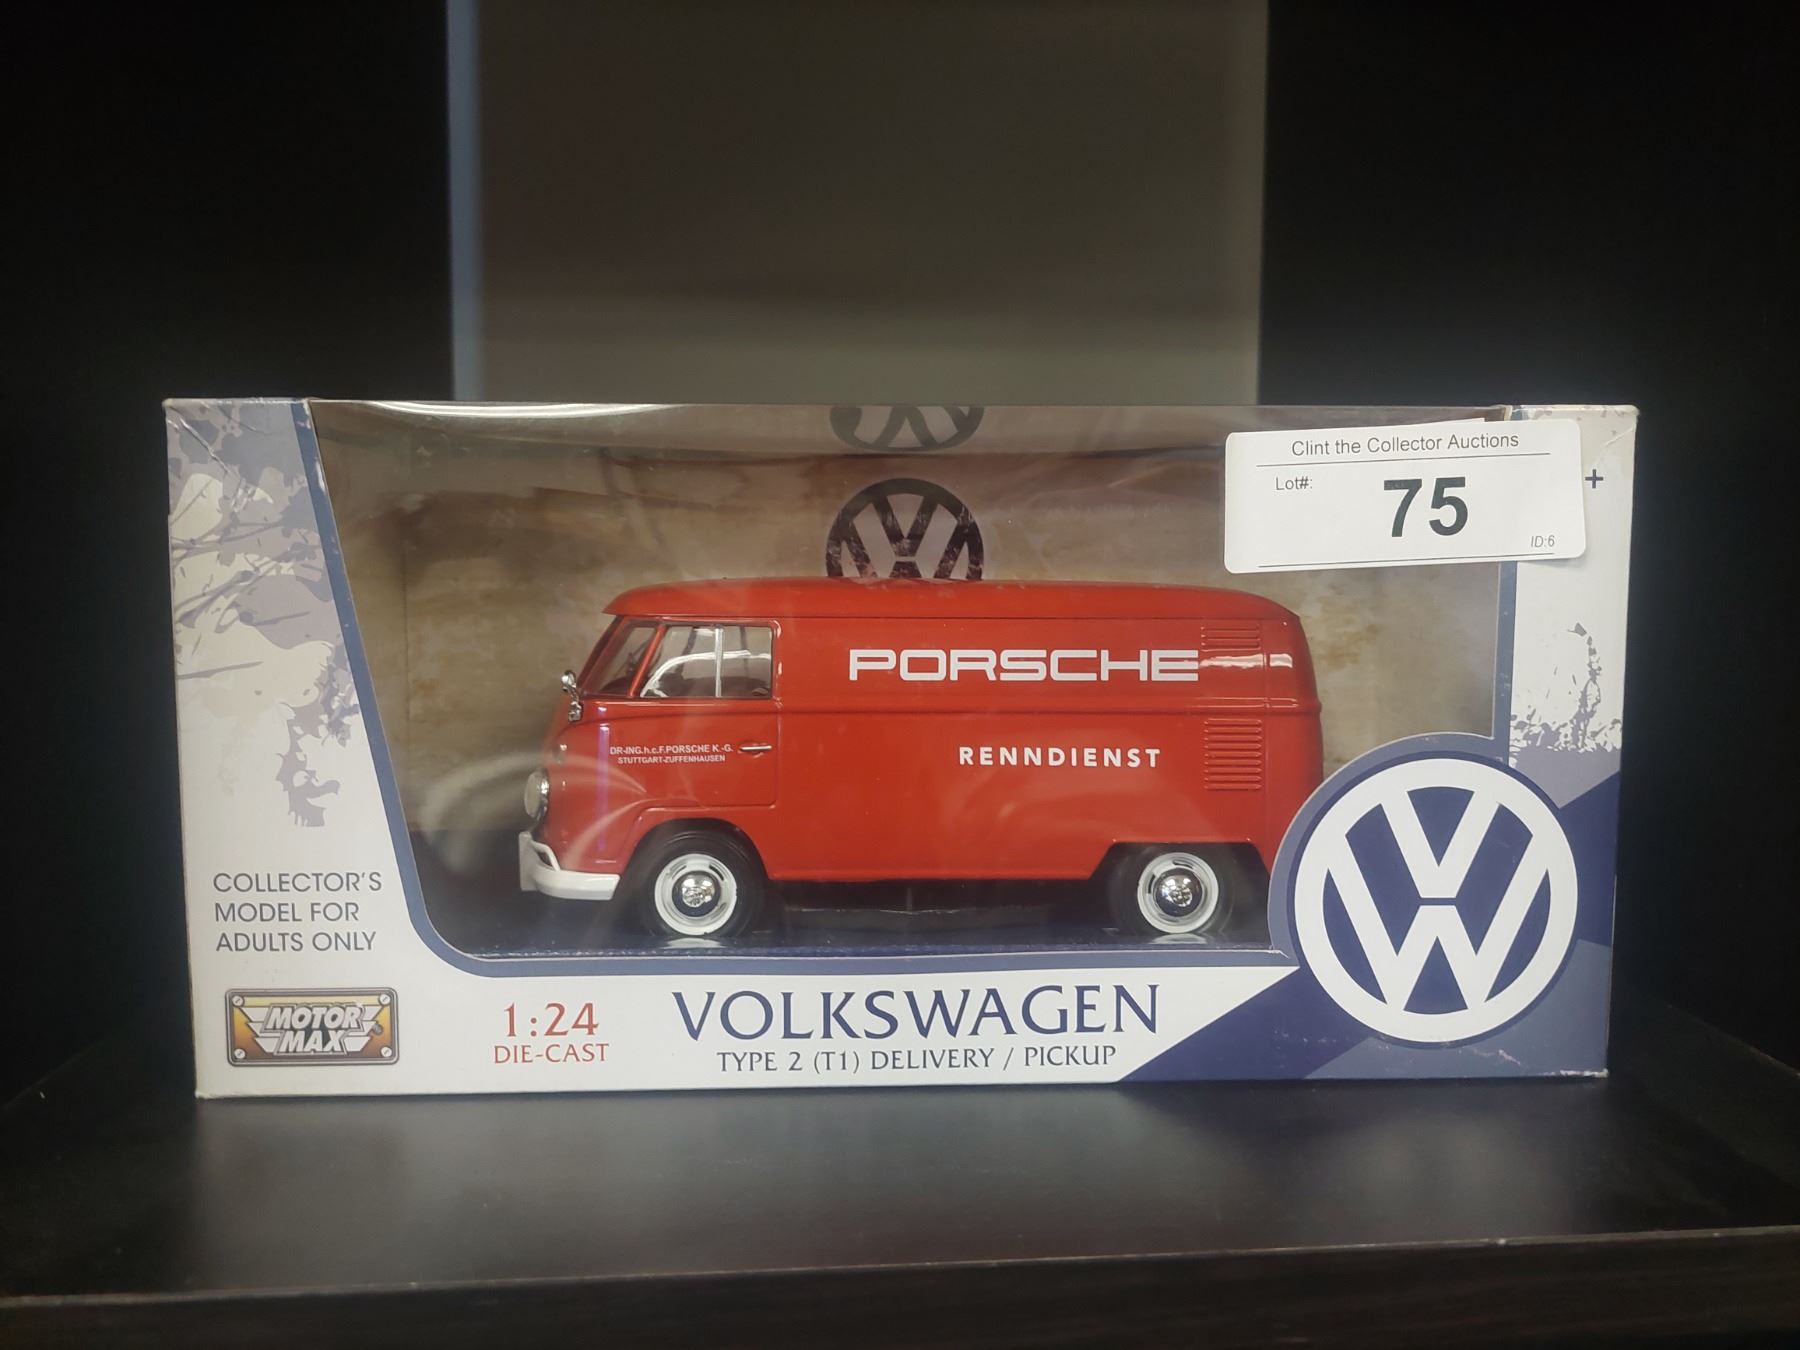 Clint the Collector Auctions
Lot#:
75
ID:6
+
PORSCHE
RENNDIENST
DR-ING.h.c.F.PORSCHE K.-G.
STUTTGART-ZUFFENHAUSEN
COLLECTOR'S
MODEL FOR
ADULTS ONLY
MOTOR
MAX
1:24
DIE-CAST
VOLKSWAGEN
TYPE 2 (T1) DELIVERY / PICKUP